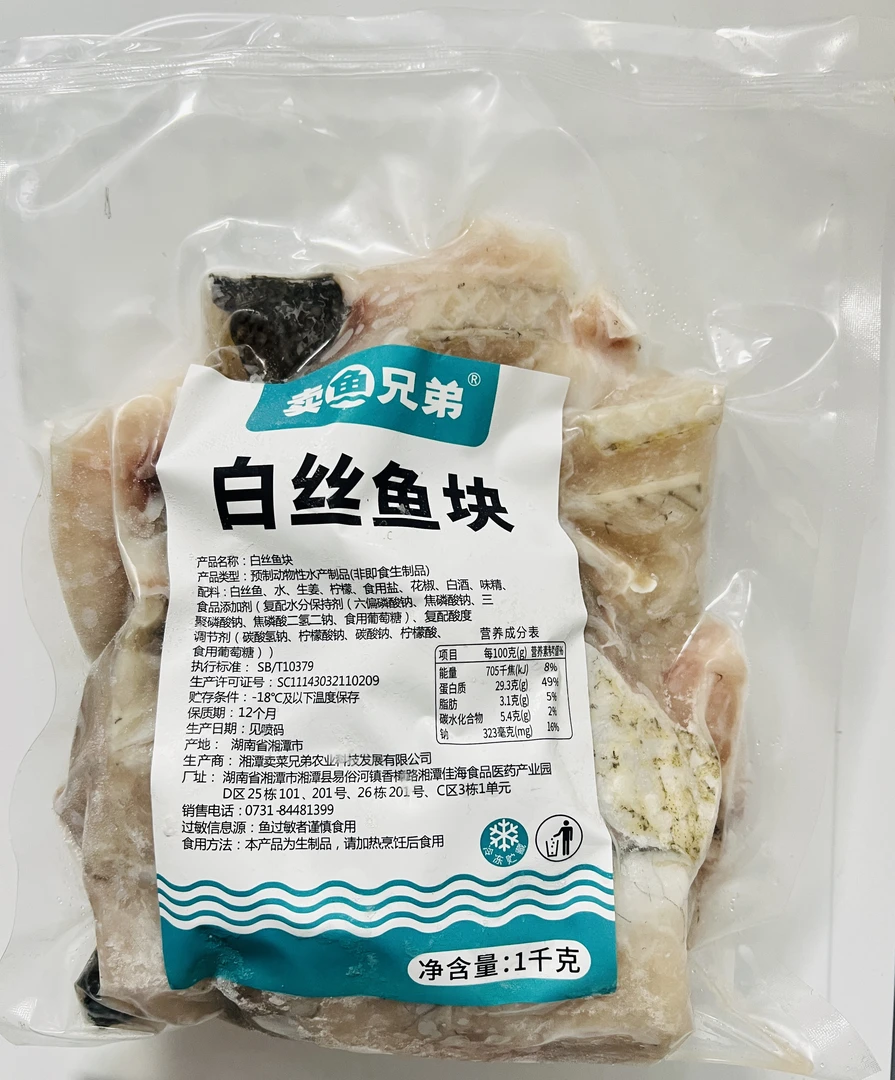 卖鱼兄弟®
白丝鱼块
产品名称：白丝鱼块
产品类型：预制动物性水产制品(非即食生制品)
配料：白丝鱼、水、生姜、柠檬、食用盐、花椒、白酒、味精、
食品添加剂（复配水分保持剂（六偏磷酸钠、焦磷酸钠、三
聚磷酸钠、焦磷酸二氢二钠、食用葡萄糖）、复配酸度
调节剂（碳酸氢钠、柠檬酸钠、碳酸钠、柠檬酸、
食用葡萄糖））
执行标准：SB/T10379
生产许可证号：SC11143032110209
贮存条件：-18℃及以下温度保存
保质期：12个月
生产日期：见喷码
产地： 湖南省湘潭市
生产商：湘潭卖菜兄弟农业科技发展有限公司
厂址： 湖南省湘潭市湘潭县易俗河镇香樟路湘潭佳海食品医药产业园
D区25栋101、201号、26栋201号、C区3栋1单元
销售电话：0731-84481399
过敏信息源：鱼过敏者谨慎食用
食用方法：本产品为生制品，请加热烹饪后食用
营养成分表
项目 每100克(g) 营养素参考值%
能量 705千焦(kJ) 8%
蛋白质 29.3克(g) 49%
脂肪 3.1克(g) 5%
碳水化合物 5.4克(g) 2%
钠 323毫克(mg) 16%
冷冻贮藏
净含量：1千克